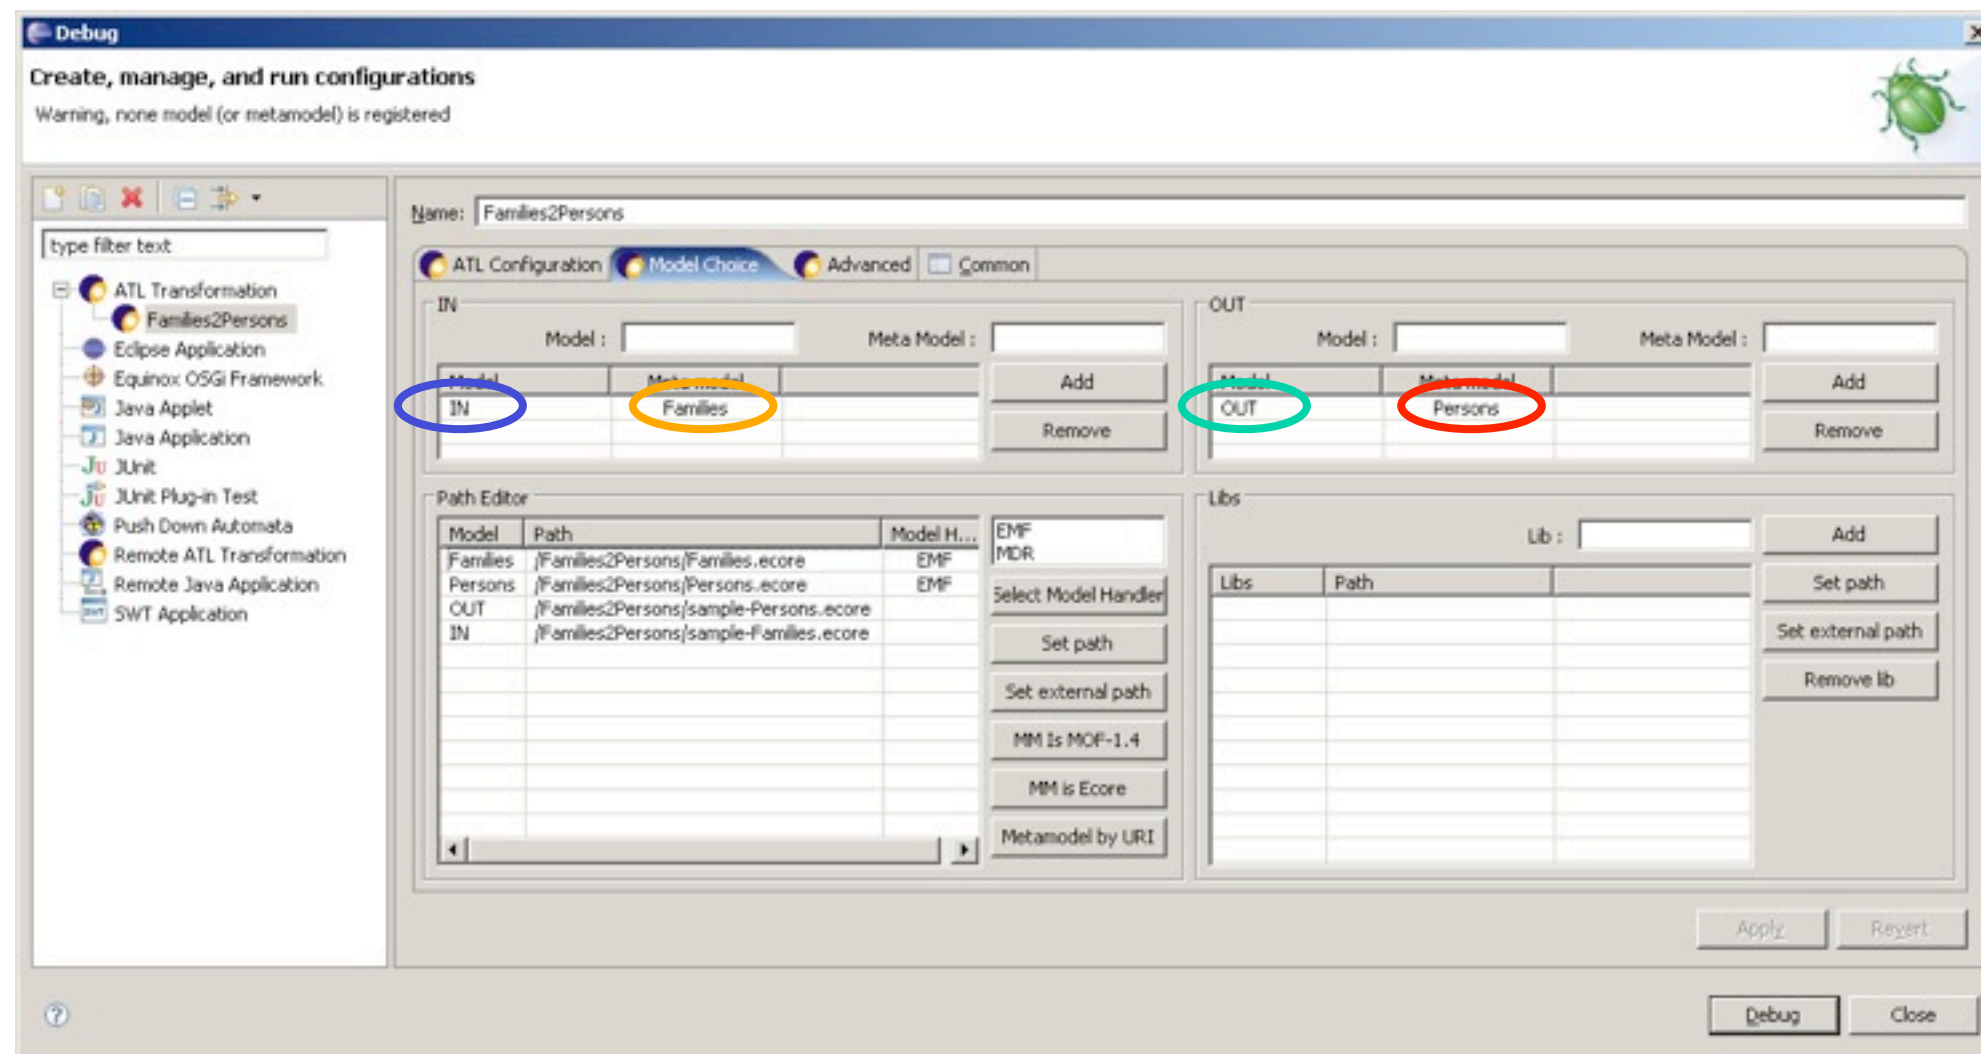 Debug
Create, manage, and run configurations
Warning, none model (or metamodel) is registered
type filter text
ATL Transformation
Families2Persons
Eclipse Application
Equinox OSGi Framework
Java Applet
Java Application
JUnit
JUnit Plug-in Test
Push Down Automata
Remote ATL Transformation
Remote Java Application
SWT Application
Name: Families2Persons
ATL Configuration Model Choice Advanced Common
IN
Model : Meta Model :
Model Meta model Add
IN Families
Remove
OUT
Model : Meta Model :
Model Meta model Add
OUT Persons
Remove
Path Editor
Model Path Model H...
Families /Families2Persons/Families.ecore EMF
Persons /Families2Persons/Persons.ecore EMF
OUT /Families2Persons/sample-Persons.ecore
IN /Families2Persons/sample-Families.ecore
EMF
MDR
Select Model Handler
Set path
Set external path
MM Is MOF-1.4
MM is Ecore
Metamodel by URI
Libs
Lib : Add
Libs Path Set path
Set external path
Remove lib
Apply Revert
? Debug Close